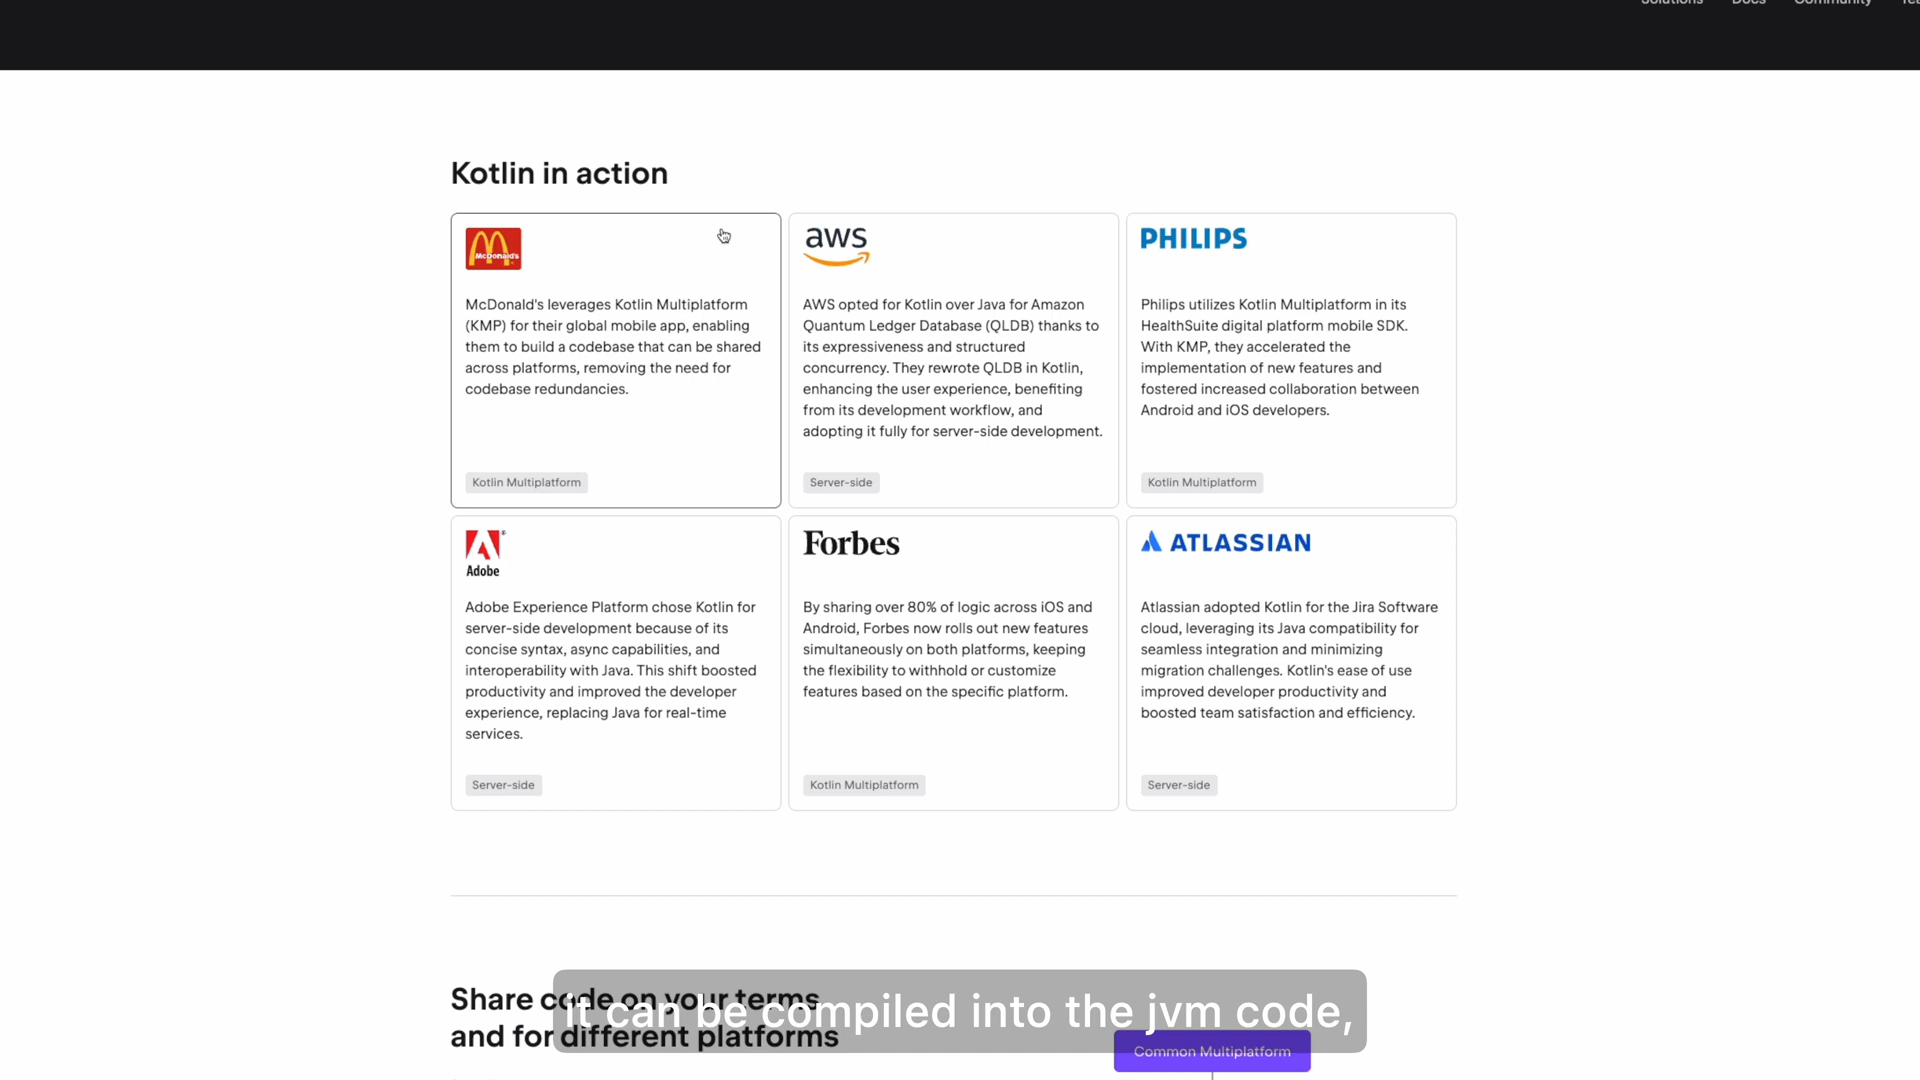 Solutions Docs Community
Kotlin in action
McDonald's
McDonald's leverages Kotlin Multiplatform
(KMP) for their global mobile app, enabling
them to build a codebase that can be shared
across platforms, removing the need for
codebase redundancies.
Kotlin Multiplatform
aws
AWS opted for Kotlin over Java for Amazon
Quantum Ledger Database (QLDB) thanks to
its expressiveness and structured
concurrency. They rewrote QLDB in Kotlin,
enhancing the user experience, benefiting
from its development workflow, and
adopting it fully for server-side development.
Server-side
PHILIPS
Philips utilizes Kotlin Multiplatform in its
HealthSuite digital platform mobile SDK.
With KMP, they accelerated the
implementation of new features and
fostered increased collaboration between
Android and iOS developers.
Kotlin Multiplatform
Adobe
Adobe Experience Platform chose Kotlin for
server-side development because of its
concise syntax, async capabilities, and
interoperability with Java. This shift boosted
productivity and improved the developer
experience, replacing Java for real-time
services.
Server-side
Forbes
By sharing over 80% of logic across iOS and
Android, Forbes now rolls out new features
simultaneously on both platforms, keeping
the flexibility to withhold or customize
features based on the specific platform.
Kotlin Multiplatform
ATLASSIAN
Atlassian adopted Kotlin for the Jira Software
cloud, leveraging its Java compatibility for
seamless integration and minimizing
migration challenges. Kotlin's ease of use
improved developer productivity and
boosted team satisfaction and efficiency.
Server-side
Share code on your terms
and for different platforms
it can be compiled into the jvm code,
Common Multiplatform